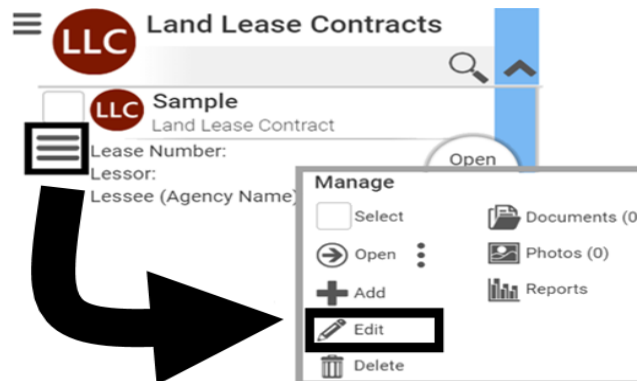 LLC Land Lease Contracts
LLC Sample
Land Lease Contract
Lease Number:
Open
Lessor:
Lessee (Agency Name)
Manage
Select
Documents (0
Open
Photos (0)
Add
Reports
Edit
Delete